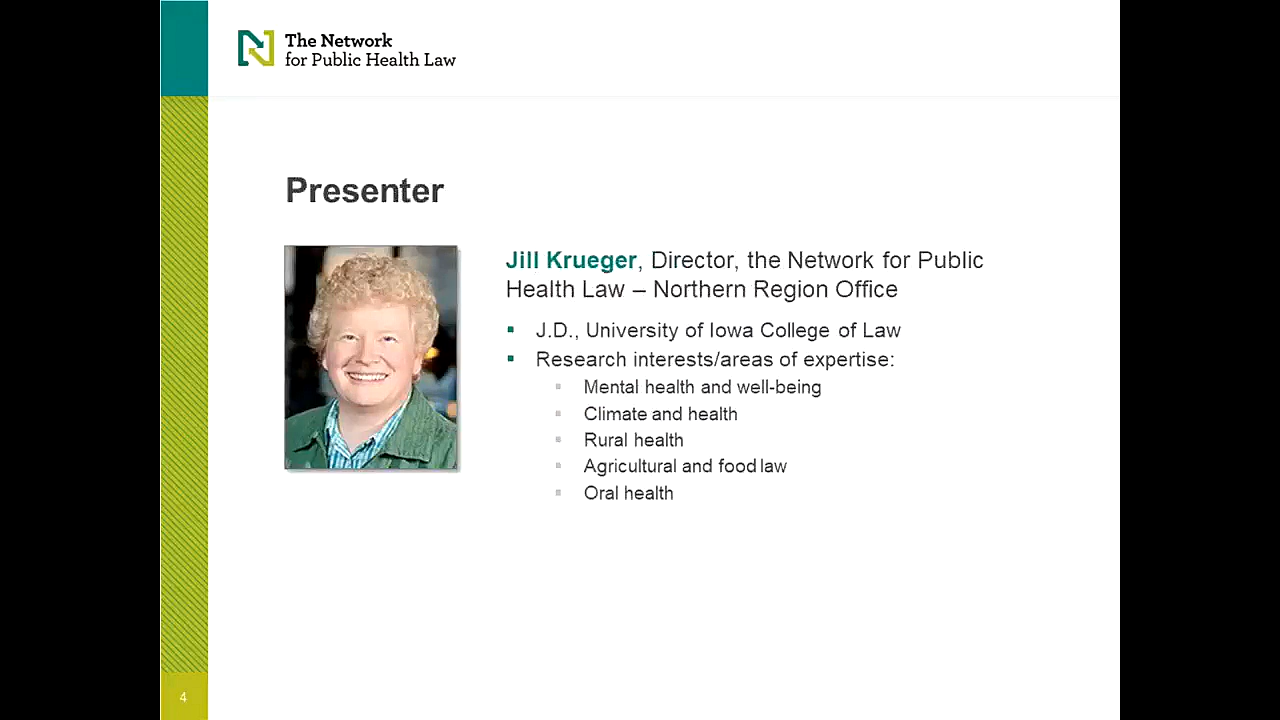 The Network
for Public Health Law
Presenter
Jill Krueger, Director, the Network for Public
Health Law – Northern Region Office
▪ J.D., University of Iowa College of Law
▪ Research interests/areas of expertise:
▪ Mental health and well-being
▪ Climate and health
▪ Rural health
▪ Agricultural and food law
▪ Oral health
4